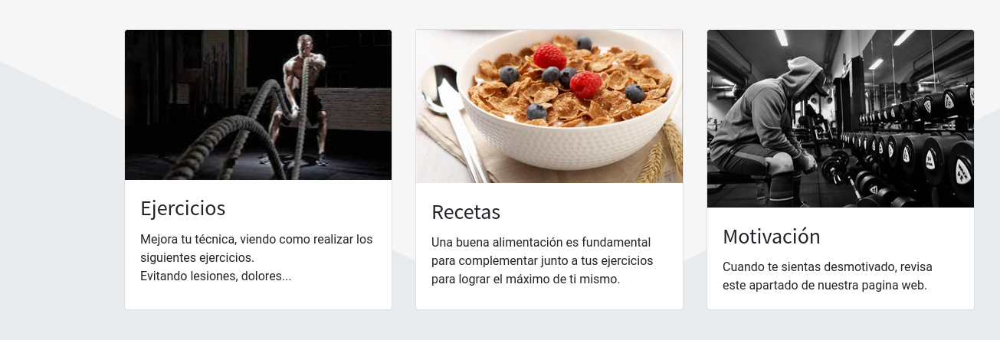 Ejercicios
Mejora tu técnica, viendo como realizar los
siguientes ejercicios.
Evitando lesiones, dolores...
Recetas
Una buena alimentación es fundamental
para complementar junto a tus ejercicios
para lograr el máximo de ti mismo.
Motivación
Cuando te sientas desmotivado, revisa
este apartado de nuestra pagina web.